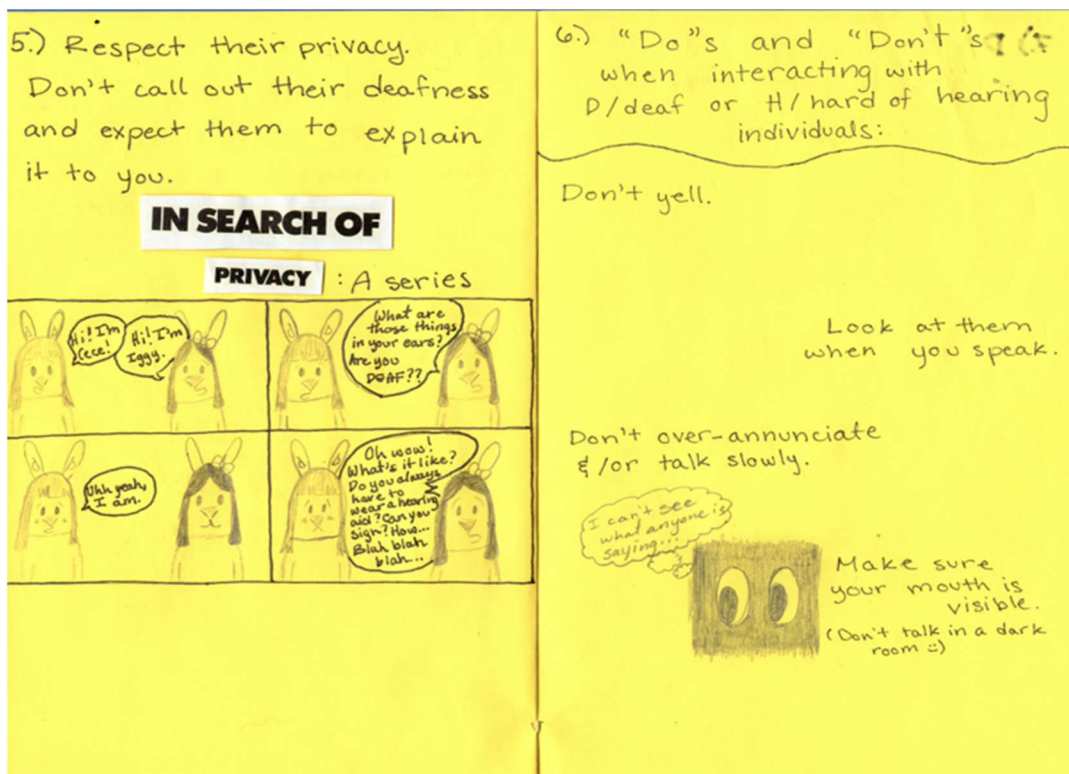 5.) Respect their privacy.
Don't call out their deafness
and expect them to explain
it to you.
IN SEARCH OF
PRIVACY : A series
Hi! I'm
Cece!
Hi! I'm
Iggy.
What are
those things
in your ears?
Are you
DEAF??
Uhh yeah,
I am.
Oh wow!
What's it like?
Do you always
have to
wear a hearing
aid? Can you
sign? How...
Blah blah
blah...
6.) "Do"s and "Don't"s
when interacting with
D/deaf or H/hard of hearing
individuals:
Don't yell.
Look at them
when you speak.
Don't over-annunciate
&/or talk slowly.
I can't see
what anyone is
saying...
Make sure
your mouth is
visible.
(Don't talk in a dark
room :))